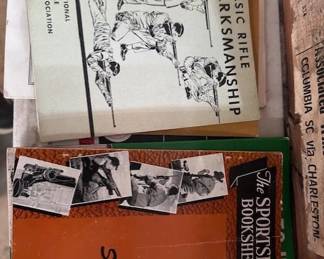 SIC RIFLE
RKSMANSHIP
IONAL
E
OCIATION
The SPORTS
BOOKSHE
S
COLUMBIA SC via. CHARLESTON